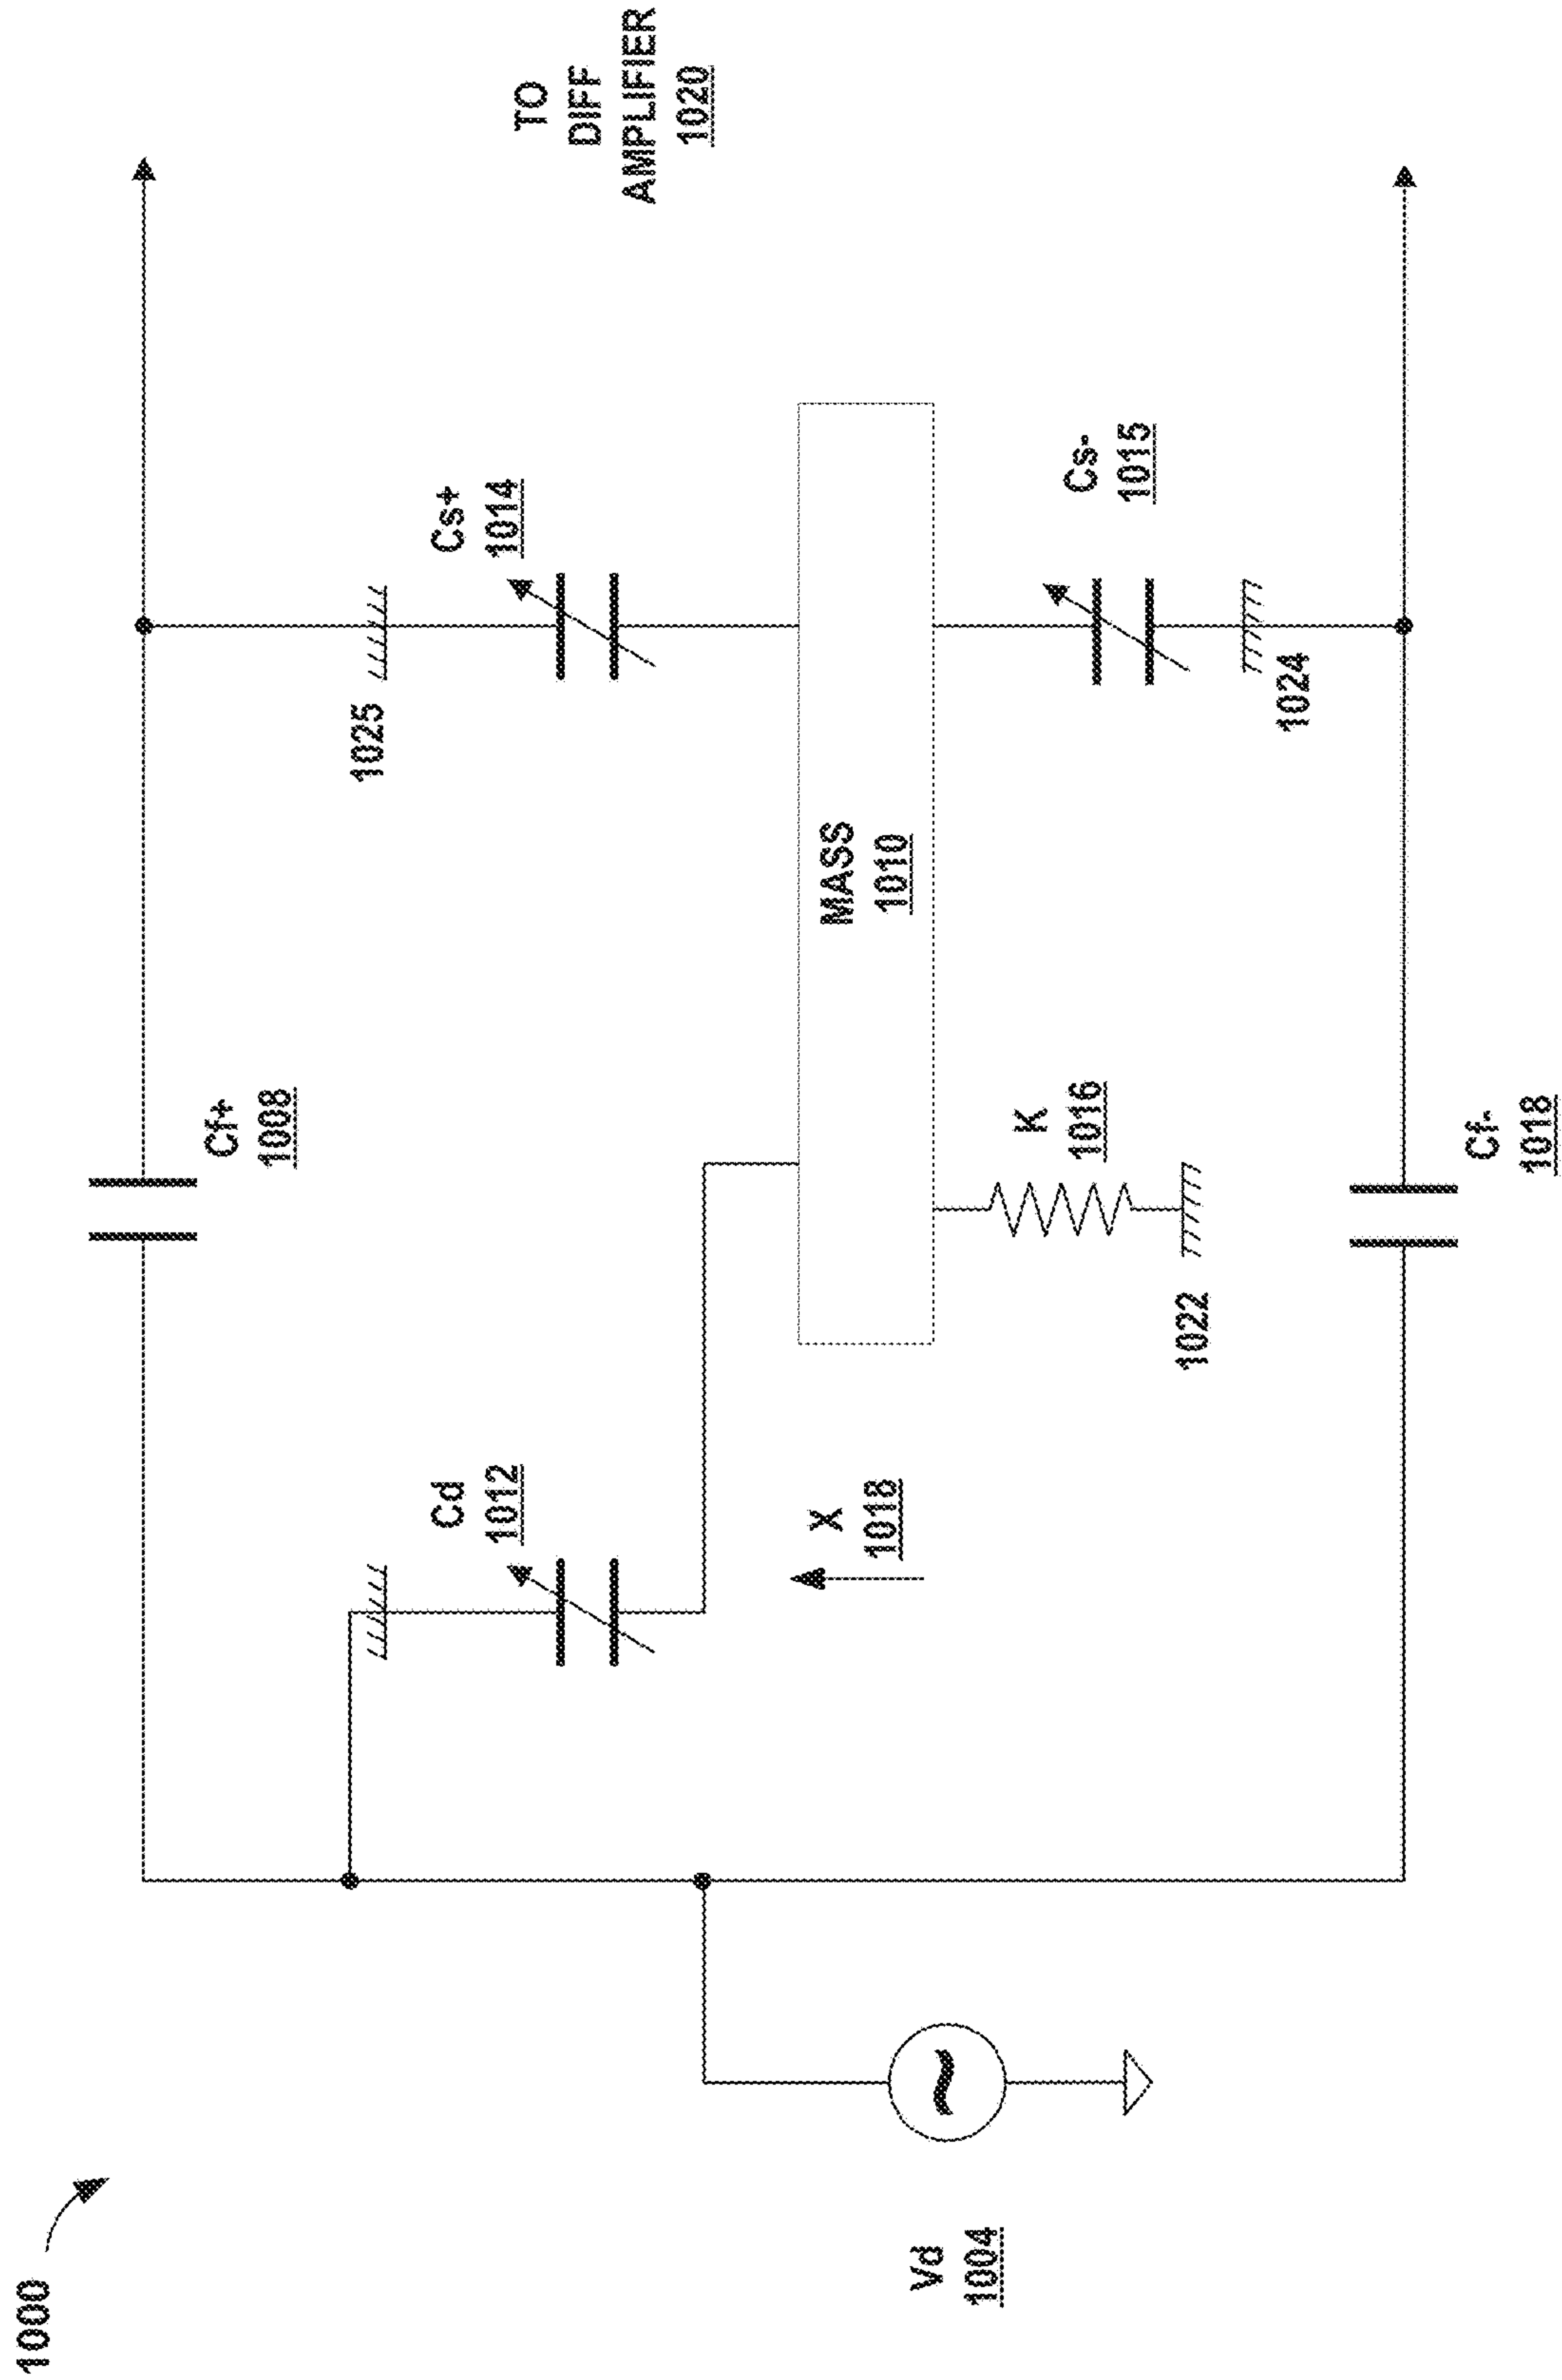 1000
Cf+
1008
TO
DIFF
AMPLIFIER
1020
1025
Cs+
1014
Cd
1012
MASS
1010
X
1018
Vd
1004
K
1016
Cs-
1015
1022
1024
Cf-
1018